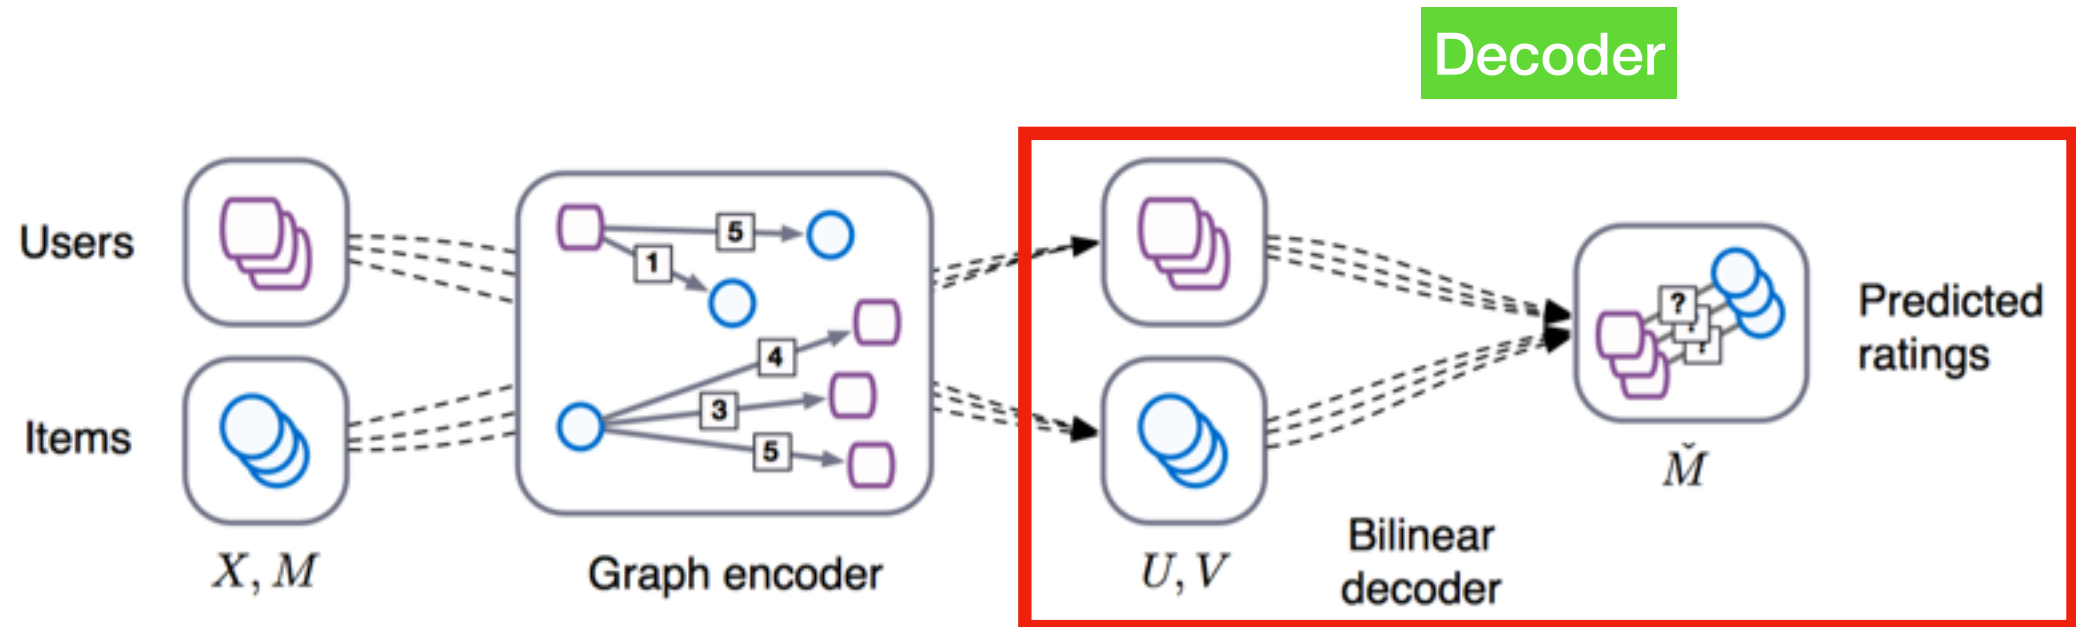 Decoder
Users
Items
X, M
5
1
4
3
5
Graph encoder
U, V
Bilinear
decoder
?
?
?
M̌
Predicted
ratings